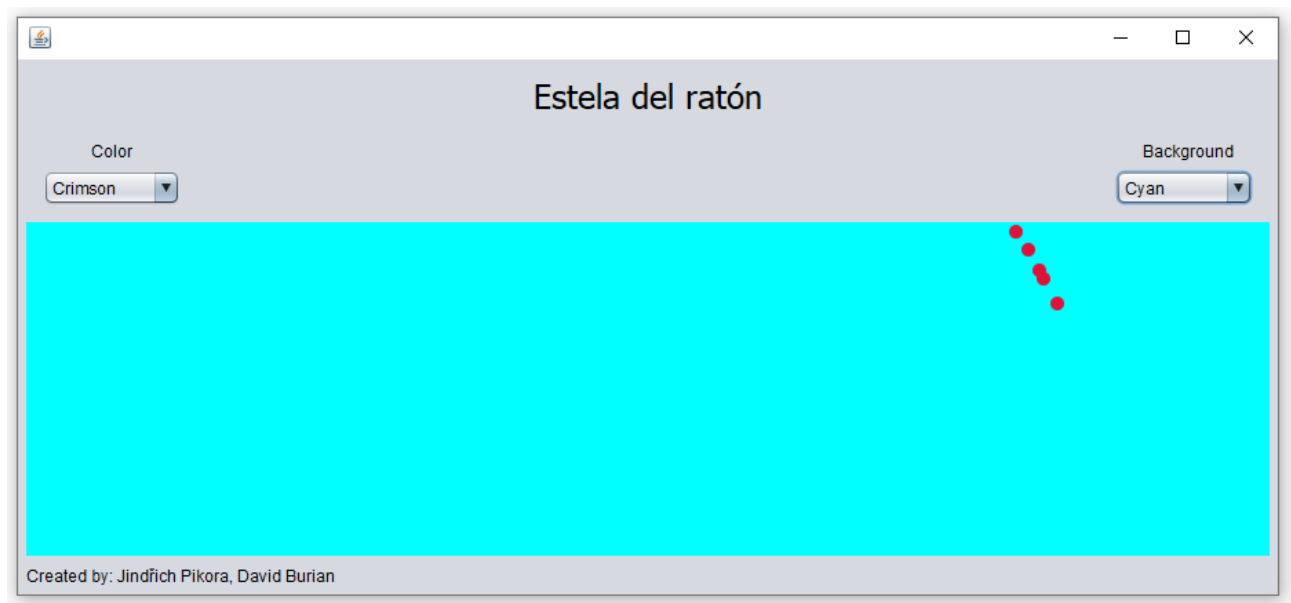 Estela del ratón
Color
Background
Crimson
Cyan
Created by: Jindřich Pikora, David Burian